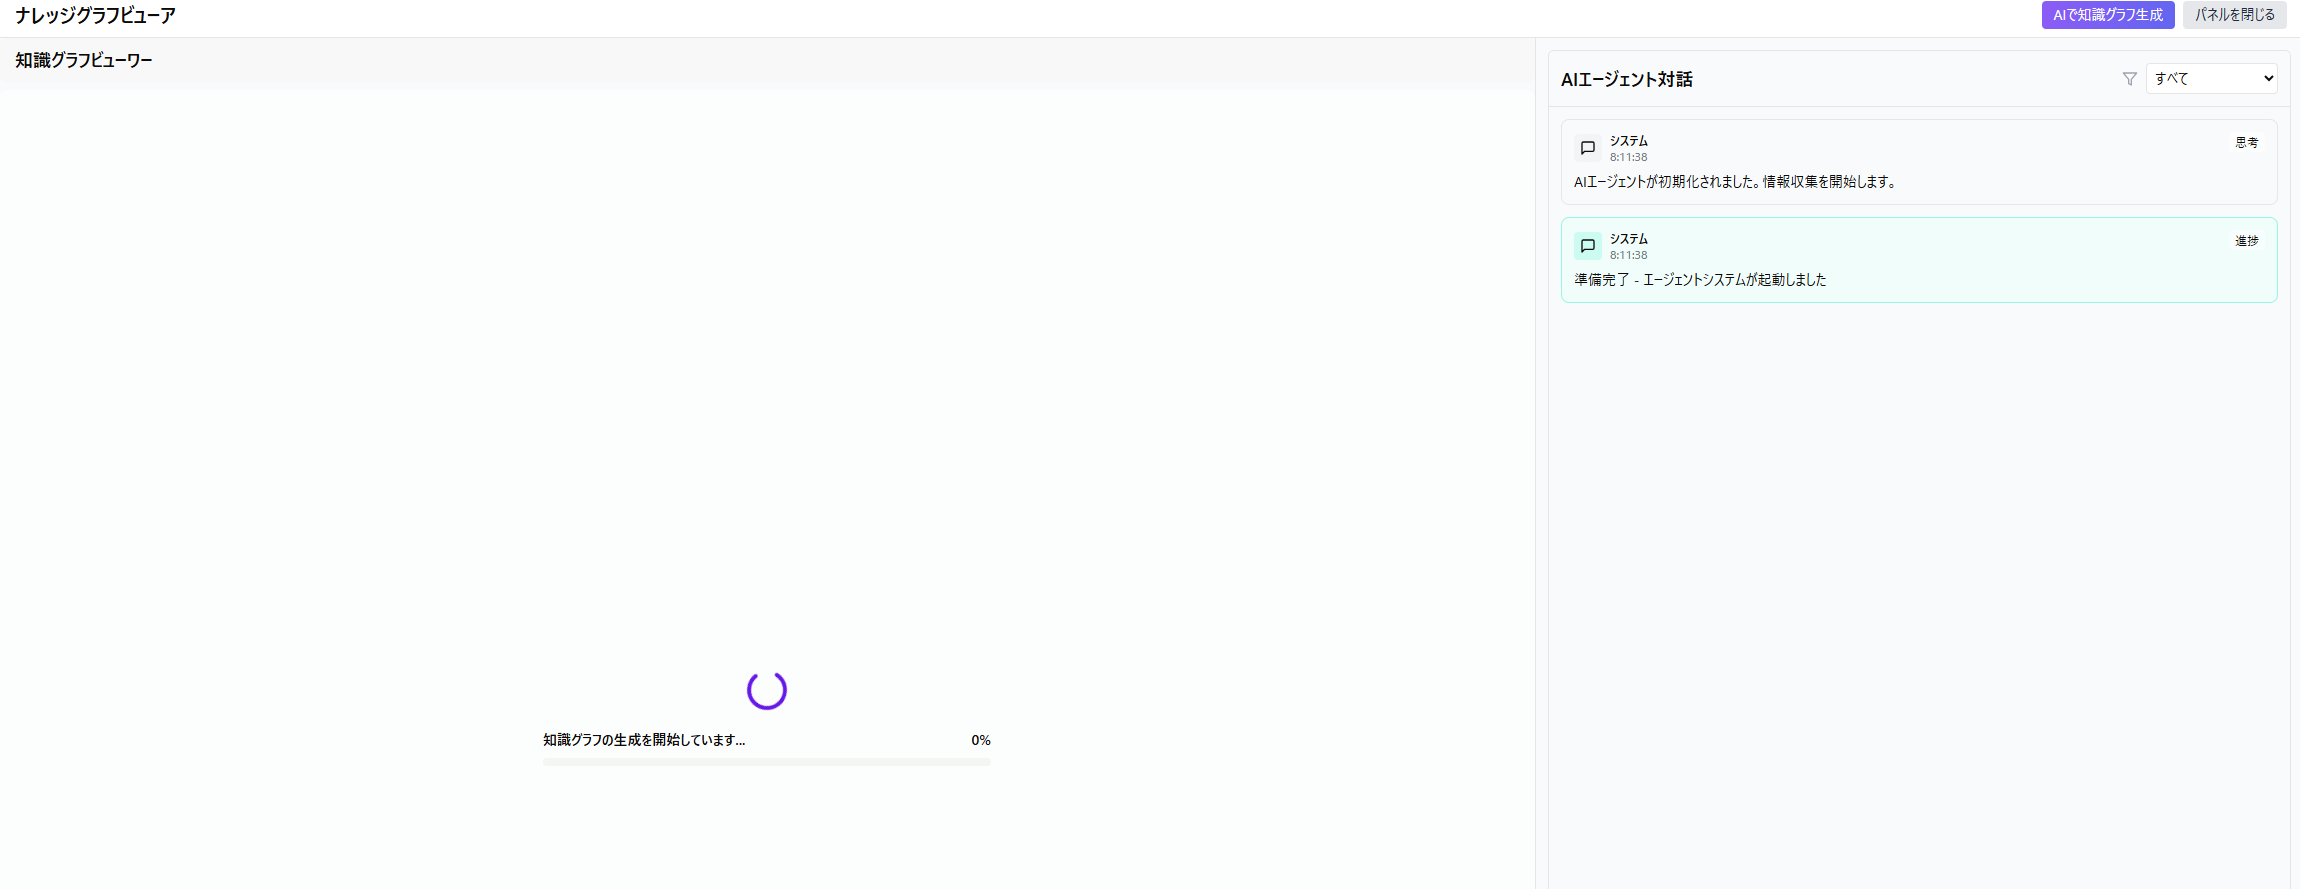 ナレッジグラフビューア
AIで知識グラフ生成
パネルを閉じる
知識グラフビューワー
知識グラフの生成を開始しています...
0%
AIエージェント対話
すべて
システム
8:11:38
思考
AIエージェントが初期化されました。情報収集を開始します。
システム
8:11:38
進捗
準備完了 - エージェントシステムが起動しました